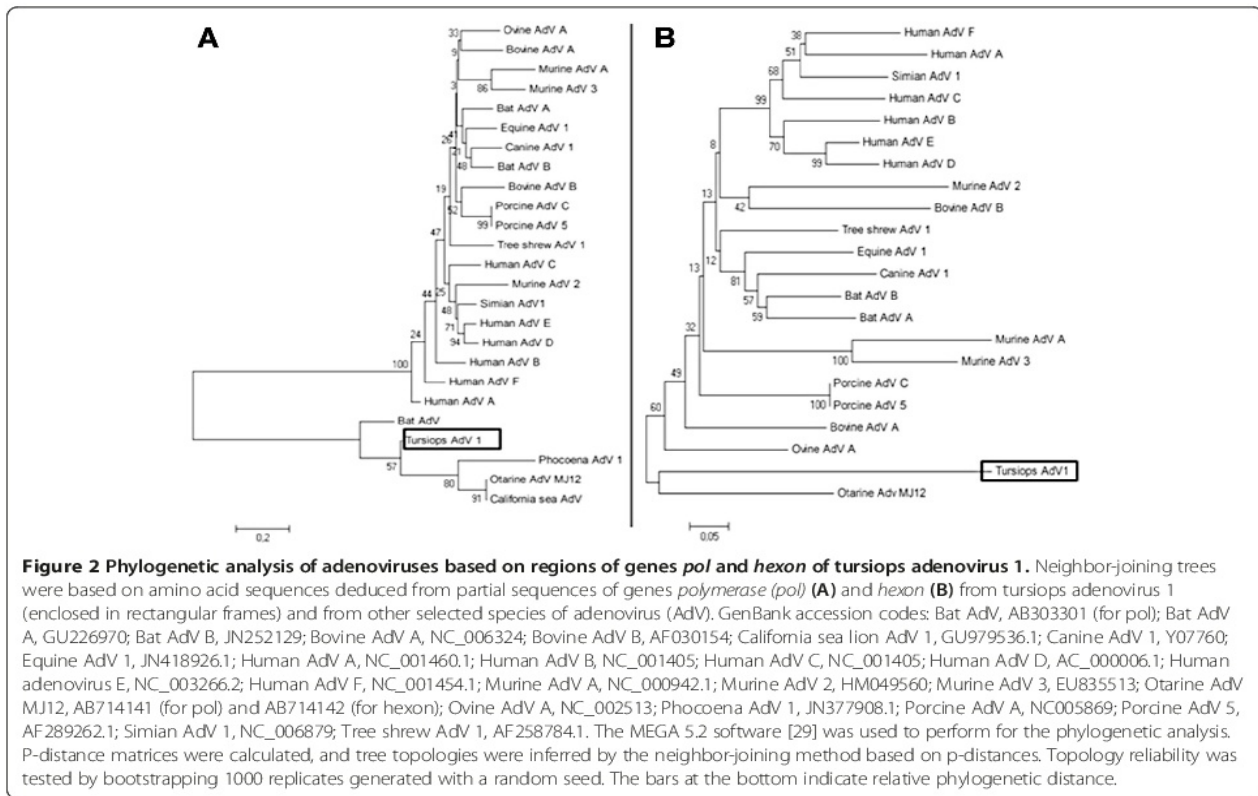 A
33
Ovine AdV A
9
Bovine AdV A
Murine AdV A
3
86
Murine AdV 3
Bat AdV A
Equine AdV 1
41
26
21
Canine AdV 1
48
Bat AdV B
19
Bovine AdV B
52
Porcine AdV C
99
Porcine AdV 5
47
Tree shrew AdV 1
Human AdV C
44
25
Murine AdV 2
48
Simian AdV1
71
Human AdV E
24
94
Human AdV D
100
Human AdV B
Human AdV F
Human AdV A
Bat AdV
Tursiops AdV 1
57
Phocoena AdV 1
80
Otarine AdV MJ12
91
California sea AdV
0,2
B
38
Human AdV F
51
Human AdV A
68
Simian AdV 1
99
Human AdV C
Human AdV B
8
70
Human AdV E
99
Human AdV D
13
Murine AdV 2
42
Bovine AdV B
Tree shrew AdV 1
12
Equine AdV 1
13
81
Canine AdV 1
57
Bat AdV B
59
Bat AdV A
32
Murine AdV A
100
Murine AdV 3
49
Porcine AdV C
100
Porcine AdV 5
60
Bovine AdV A
Ovine AdV A
Tursiops AdV1
Otarine Adv MJ12
0,05
Figure 2 Phylogenetic analysis of adenoviruses based on regions of genes pol and hexon of tursiops adenovirus 1. Neighbor-joining trees
were based on amino acid sequences deduced from partial sequences of genes polymerase (pol) (A) and hexon (B) from tursiops adenovirus 1
(enclosed in rectangular frames) and from other selected species of adenovirus (AdV). GenBank accession codes: Bat AdV, AB303301 (for pol); Bat AdV
A, GU226970; Bat AdV B, JN252129; Bovine AdV A, NC_006324; Bovine AdV B, AF030154; California sea lion AdV 1, GU979536.1; Canine AdV 1, Y07760;
Equine AdV 1, JN418926.1; Human AdV A, NC_001460.1; Human AdV B, NC_001405; Human AdV C, NC_001405; Human AdV D, AC_000006.1; Human
adenovirus E, NC_003266.2; Human AdV F, NC_001454.1; Murine AdV A, NC_000942.1; Murine AdV 2, HM049560; Murine AdV 3, EU835513; Otarine AdV
MJ12, AB714141 (for pol) and AB714142 (for hexon); Ovine AdV A, NC_002513; Phocoena AdV 1, JN377908.1; Porcine AdV A, NC005869; Porcine AdV 5,
AF289262.1; Simian AdV 1, NC_006879; Tree shrew AdV 1, AF258784.1. The MEGA 5.2 software [29] was used to perform for the phylogenetic analysis.
P-distance matrices were calculated, and tree topologies were inferred by the neighbor-joining method based on p-distances. Topology reliability was
tested by bootstrapping 1000 replicates generated with a random seed. The bars at the bottom indicate relative phylogenetic distance.